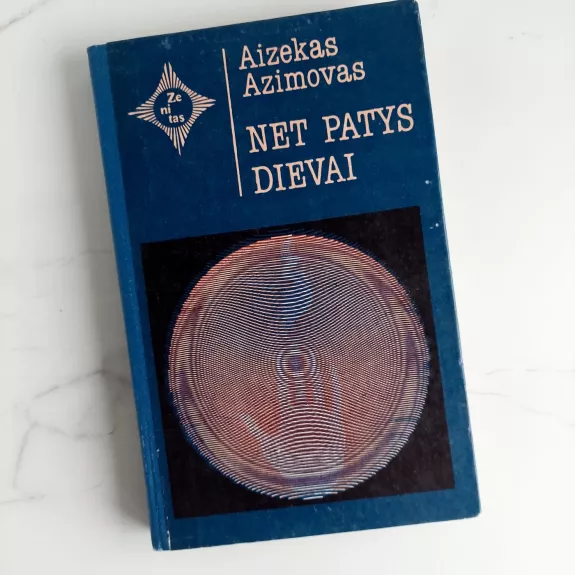 Ze
ni
tas
Aizekas
Azimovas
NET PATYS
DIEVAI